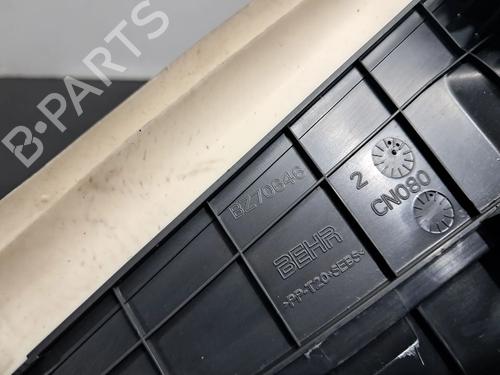 B-PARTS
BZ70646
2
CN080
BEHR
>PP-T20+SEBS<